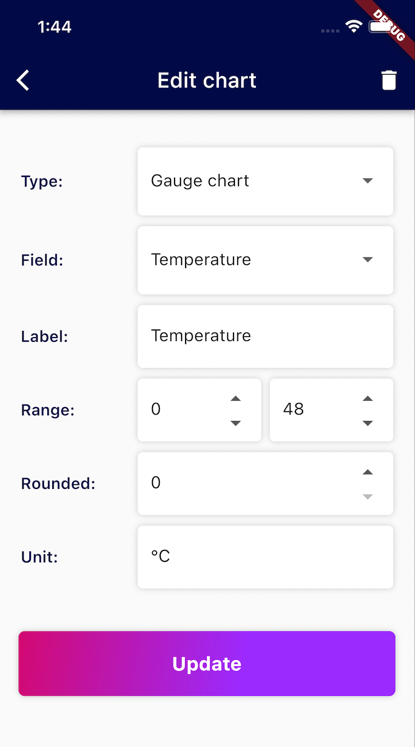 1:44
DEBUG
Edit chart
Type: Gauge chart
Field: Temperature
Label: Temperature
Range: 0 48
Rounded: 0
Unit: °C
Update